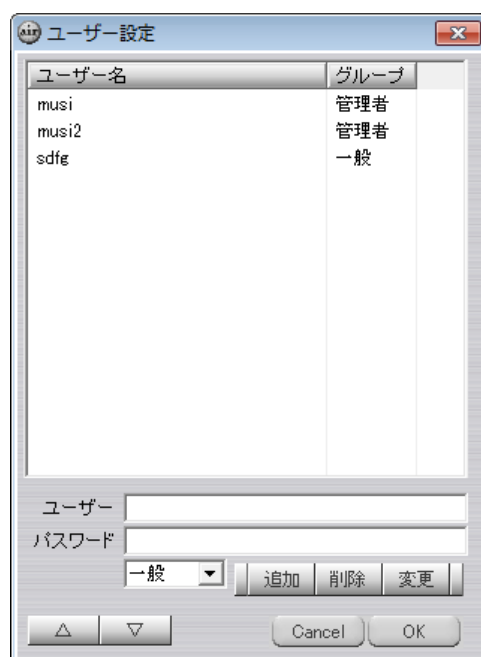 air ユーザー設定
ユーザー名 グループ
musi 管理者
musi2 管理者
sdfg 一般
ユーザー
パスワード
一般 追加 削除 変更
△ ▽ Cancel OK